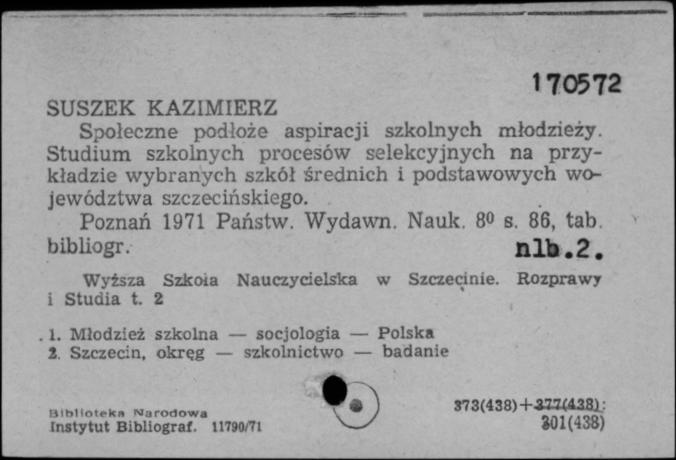 170572
SUSZEK KAZIMIERZ
Społeczne podłoże aspiracji szkolnych młodzieży.
Studium szkolnych procesów selekcyjnych na przy-
kładzie wybranych szkół średnich i podstawowych wo-
jewództwa szczecińskiego.
Poznań 1971 Państw. Wydawn. Nauk. 8⁰ s. 86, tab.
bibliogr. nlb.2.
Wyższa Szkoła Nauczycielska w Szczecinie. Rozprawy
i Studia t. 2
1. Młodzież szkolna — socjologia — Polska
2. Szczecin, okręg — szkolnictwo — badanie
Biblioteka Narodowa
Instytut Bibliograf. 11790/71
373(438)+377(438):
301(438)